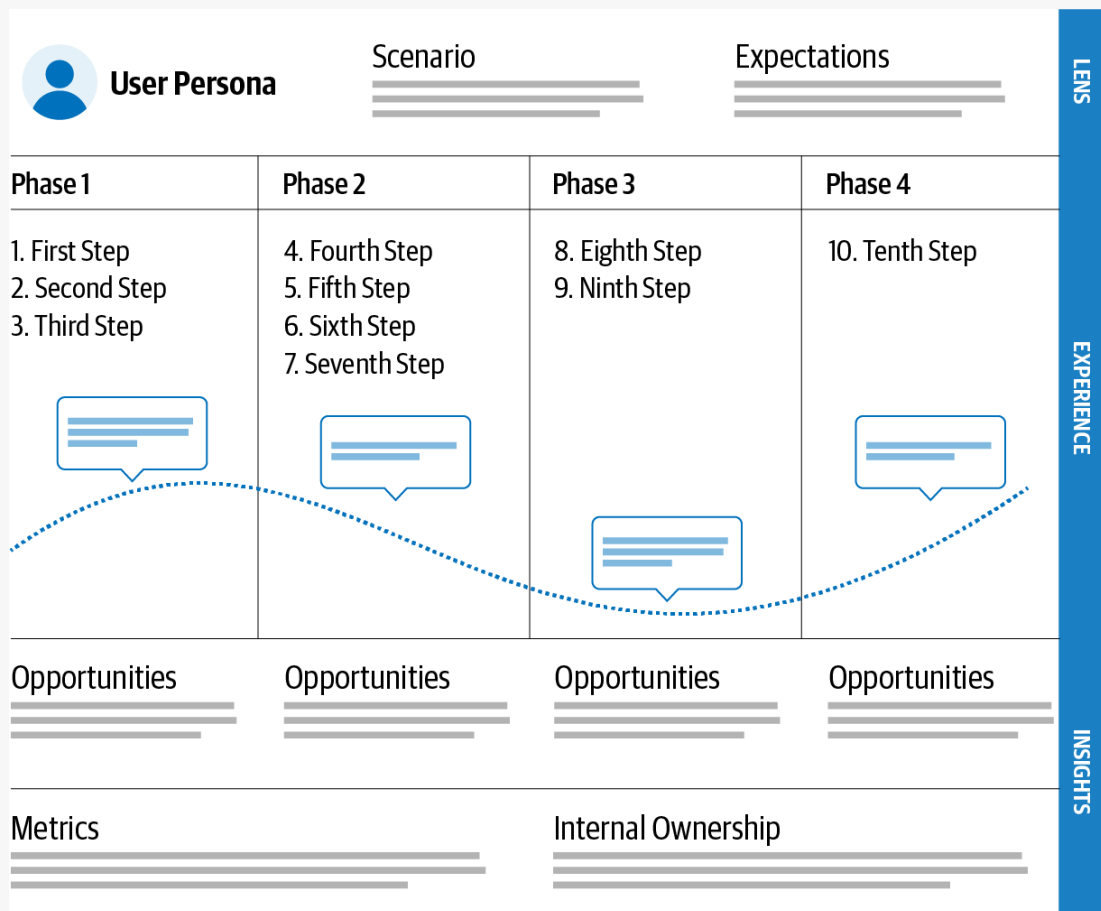 User Persona
Scenario
Expectations
LENS
Phase 1
Phase 2
Phase 3
Phase 4
1. First Step
2. Second Step
3. Third Step
4. Fourth Step
5. Fifth Step
6. Sixth Step
7. Seventh Step
8. Eighth Step
9. Ninth Step
10. Tenth Step
EXPERIENCE
Opportunities
Opportunities
Opportunities
Opportunities
INSIGHTS
Metrics
Internal Ownership